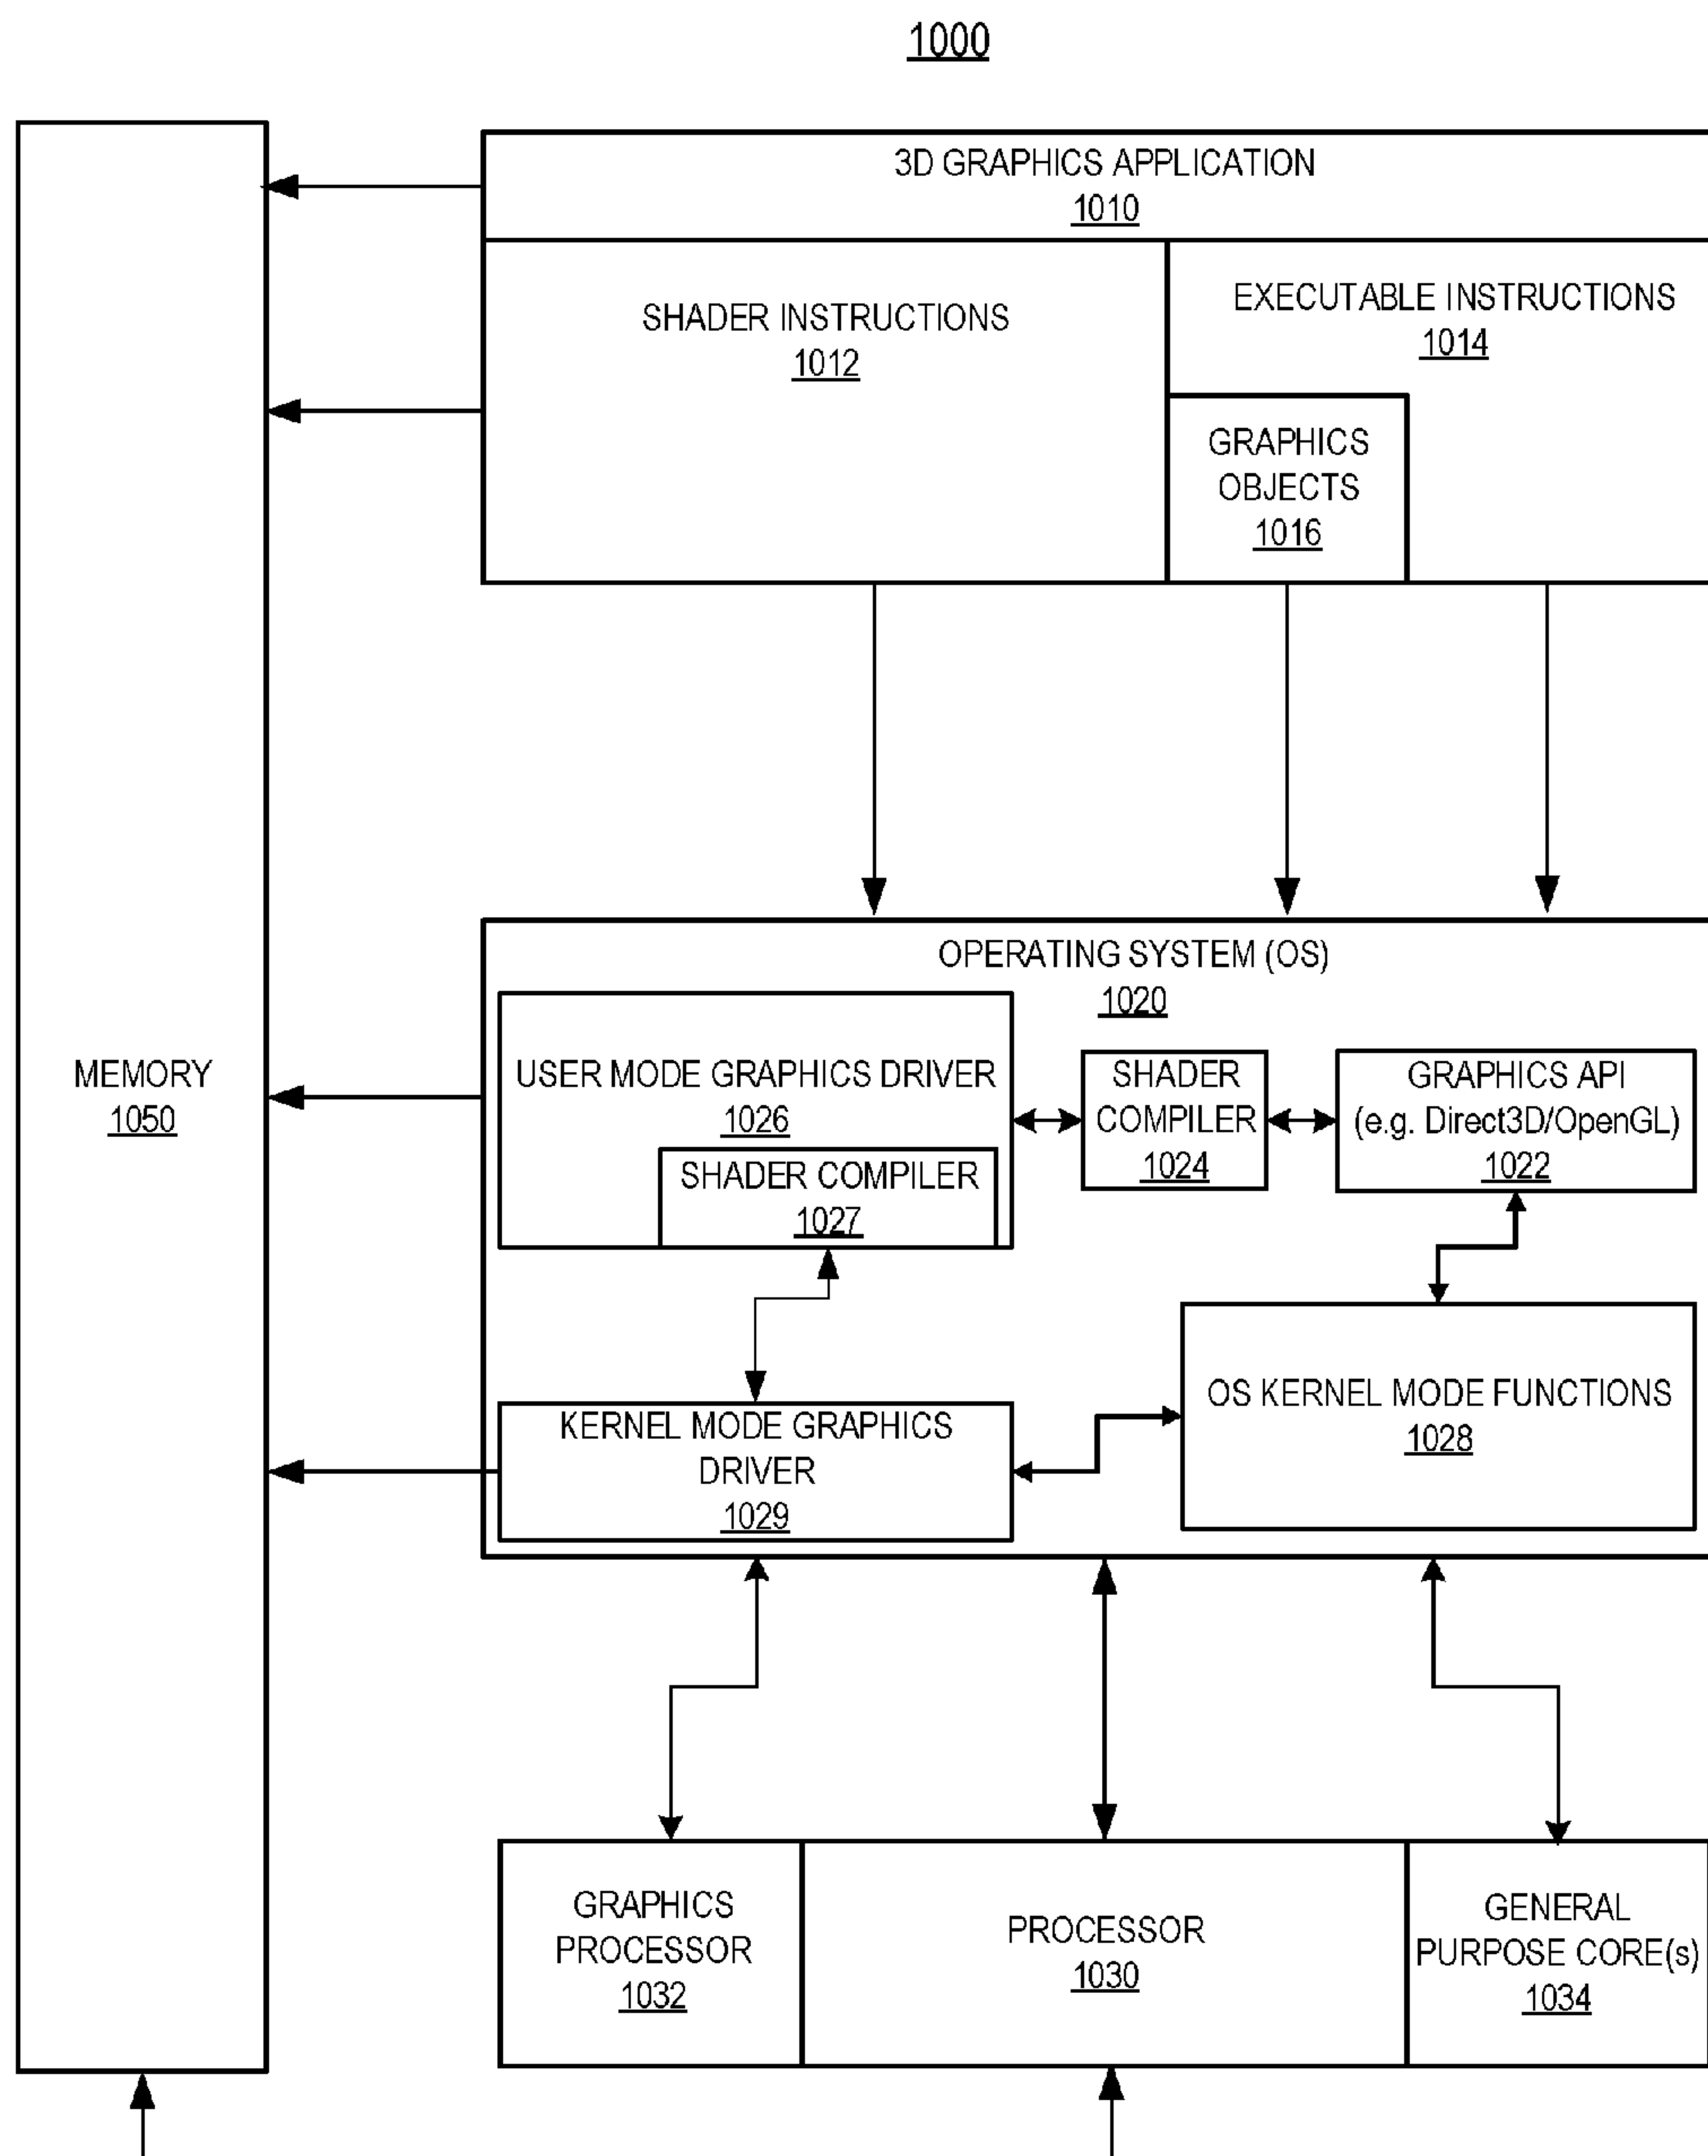 1000
3D GRAPHICS APPLICATION
1010
SHADER INSTRUCTIONS
1012
EXECUTABLE INSTRUCTIONS
1014
GRAPHICS
OBJECTS
1016
MEMORY
1050
OPERATING SYSTEM (OS)
1020
USER MODE GRAPHICS DRIVER
1026
SHADER COMPILER
1027
SHADER
COMPILER
1024
GRAPHICS API
(e.g. Direct3D/OpenGL)
1022
OS KERNEL MODE FUNCTIONS
1028
KERNEL MODE GRAPHICS
DRIVER
1029
GRAPHICS
PROCESSOR
1032
PROCESSOR
1030
GENERAL
PURPOSE CORE(s)
1034